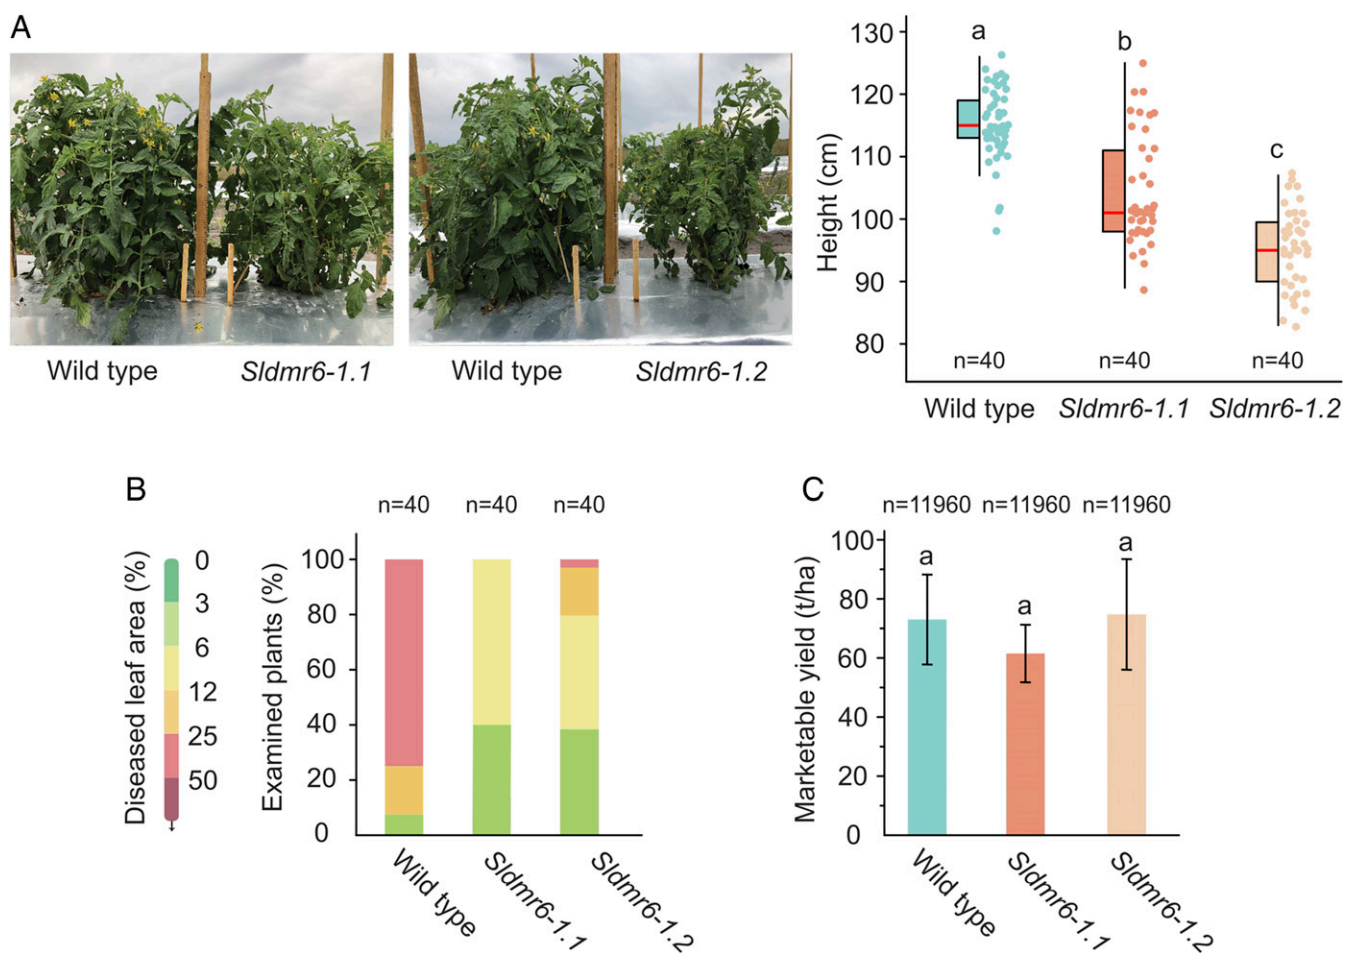 A
Wild type
Sldmr6-1.1
Wild type
Sldmr6-1.2
Height (cm)
130
120
110
100
90
80
a
b
c
n=40
n=40
n=40
Wild type
Sldmr6-1.1
Sldmr6-1.2
B
Diseased leaf area (%)
0
3
6
12
25
50
n=40
n=40
n=40
Examined plants (%)
100
80
60
40
20
0
Wild type
Sldmr6-1.1
Sldmr6-1.2
C
n=11960
n=11960
n=11960
Marketable yield (t/ha)
100
80
60
40
20
0
a
a
a
Wild type
Sldmr6-1.1
Sldmr6-1.2